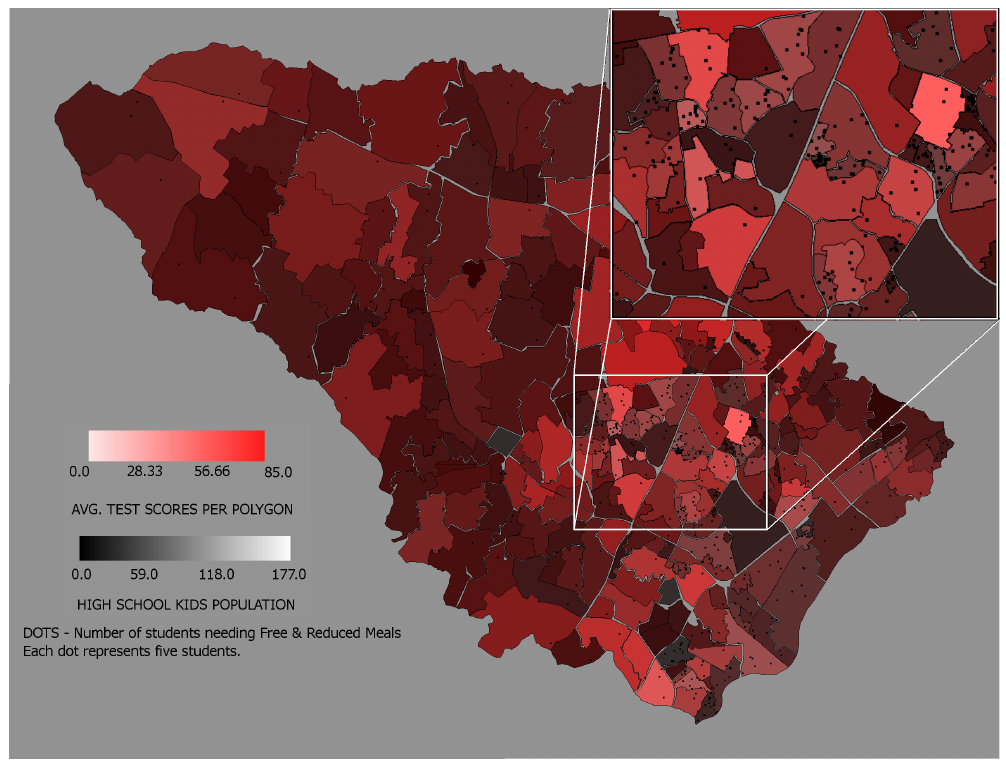 0.0 28.33 56.66 85.0
AVG. TEST SCORES PER POLYGON
0.0 59.0 118.0 177.0
HIGH SCHOOL KIDS POPULATION
DOTS - Number of students needing Free & Reduced Meals
Each dot represents five students.